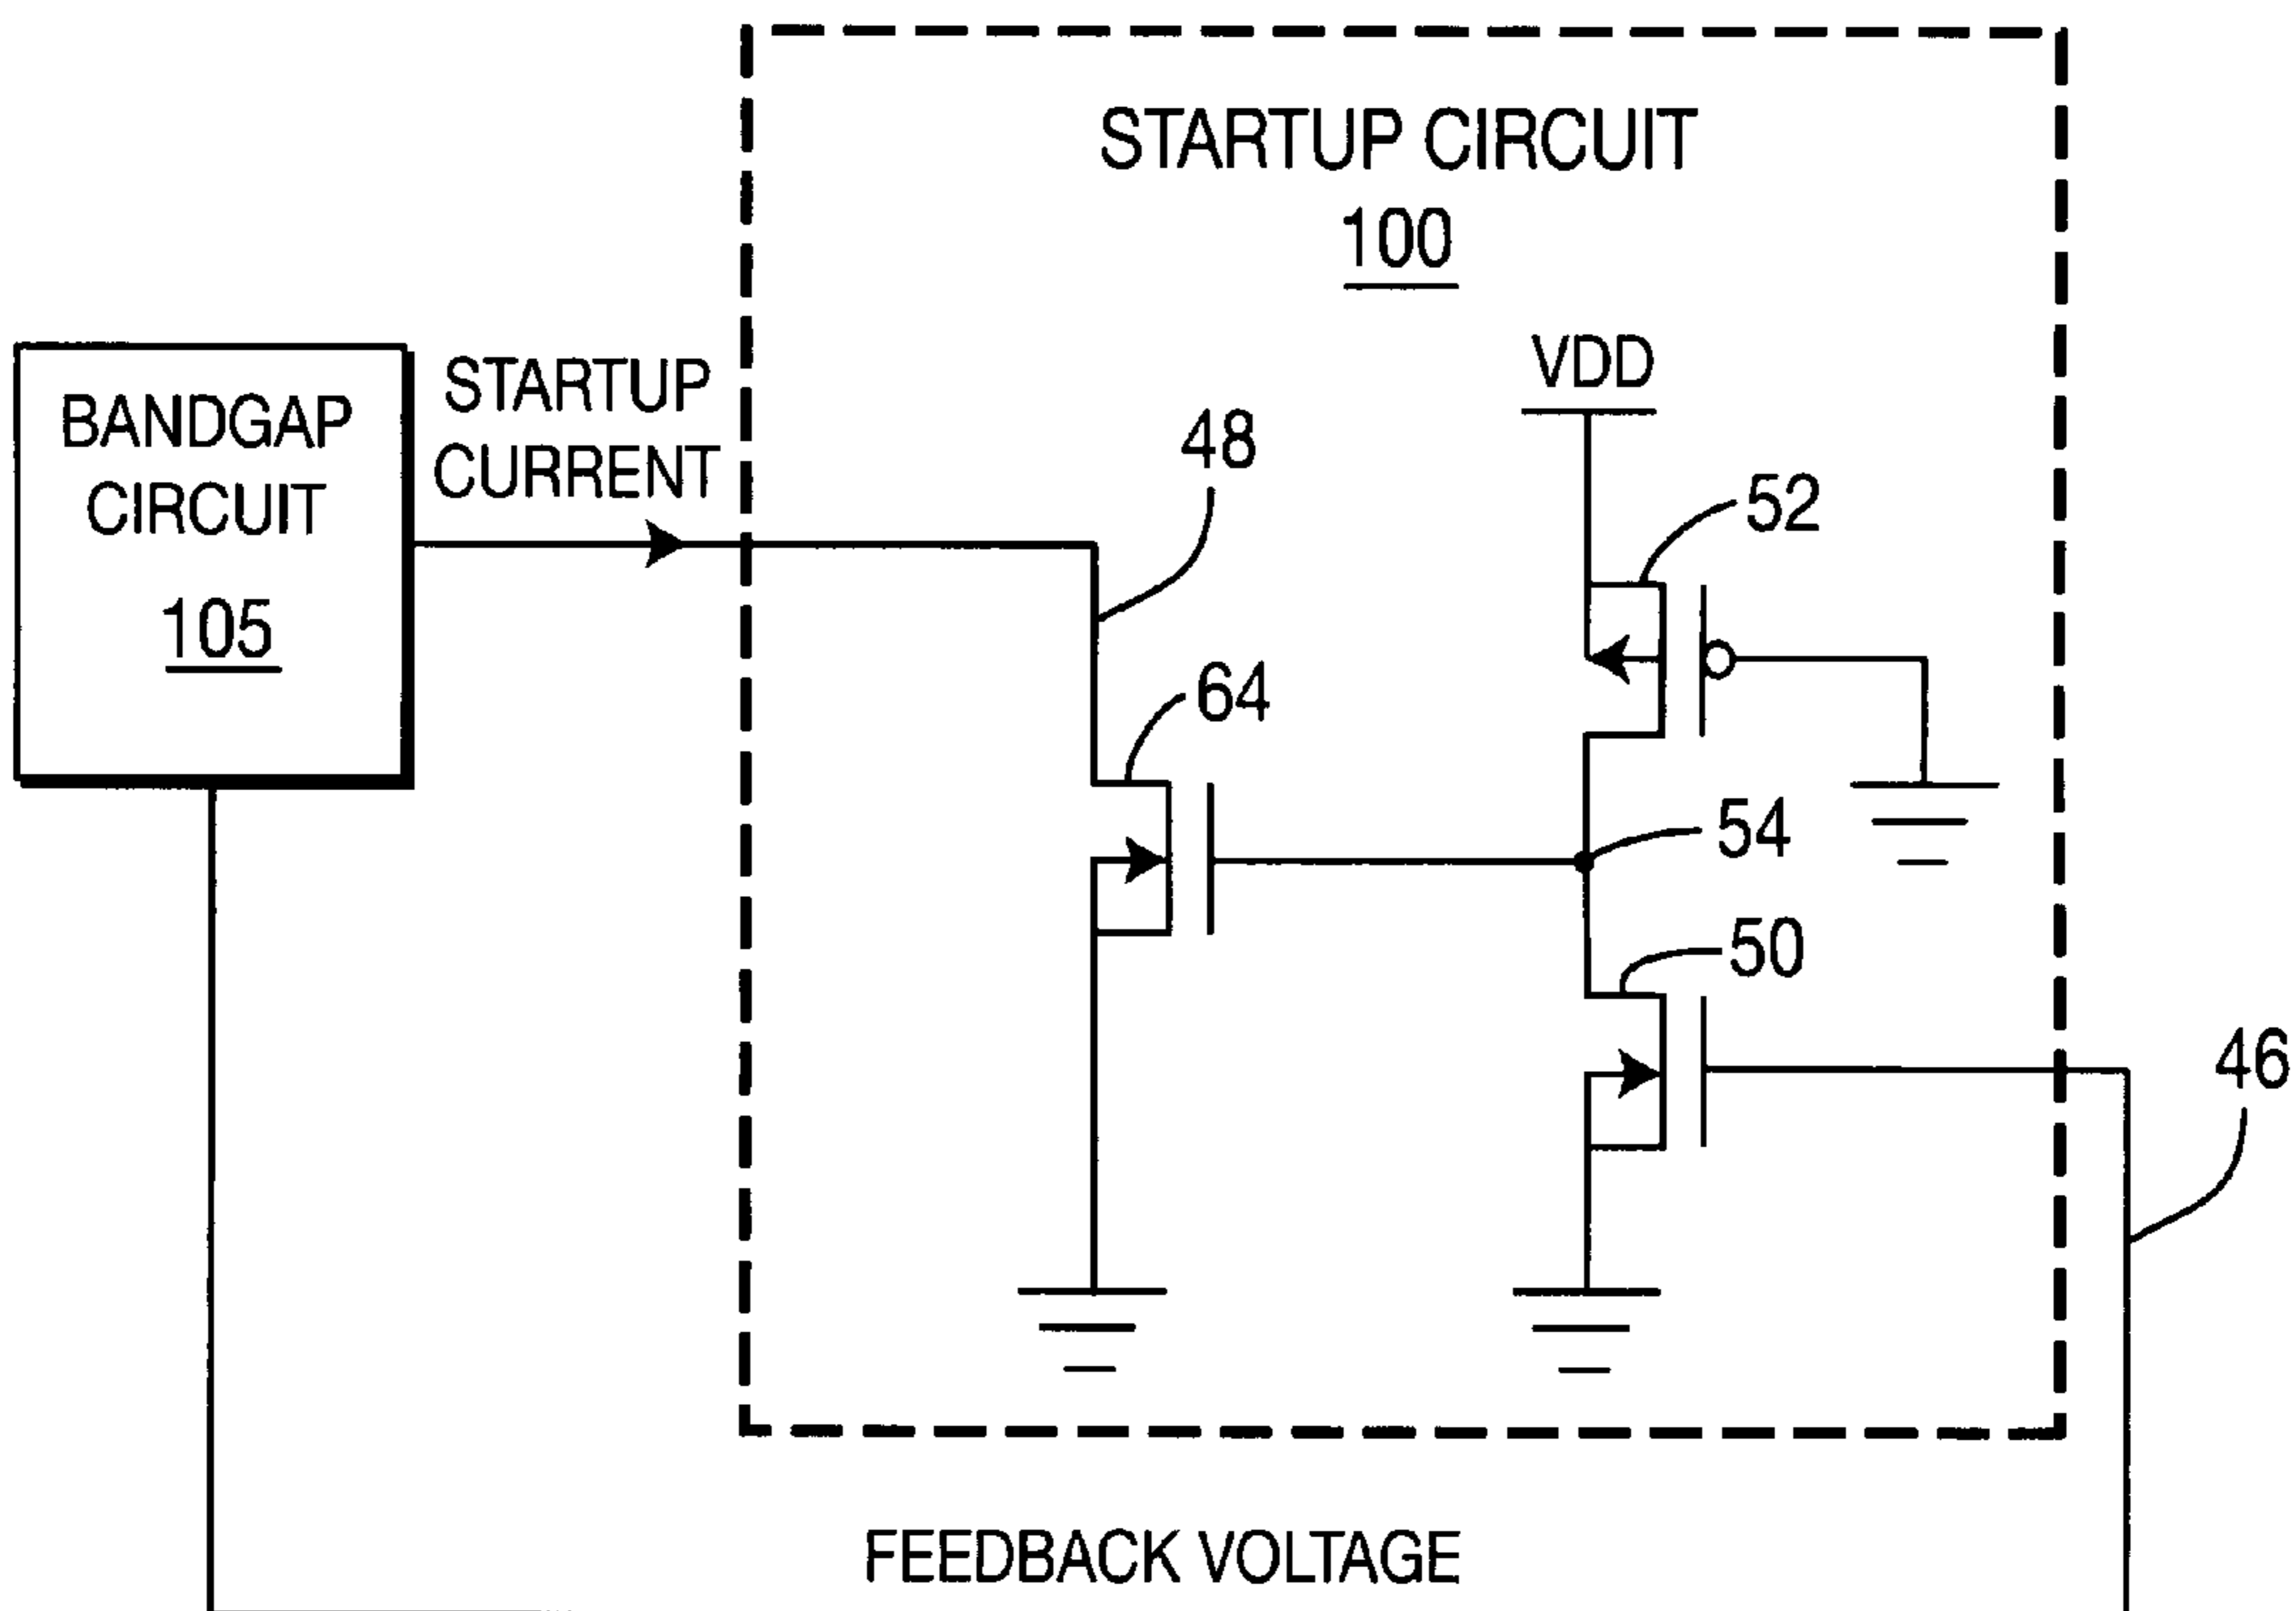 STARTUP CIRCUIT
100
VDD
STARTUP
CURRENT
BANDGAP
CIRCUIT
105
48
52
64
54
50
46
FEEDBACK VOLTAGE